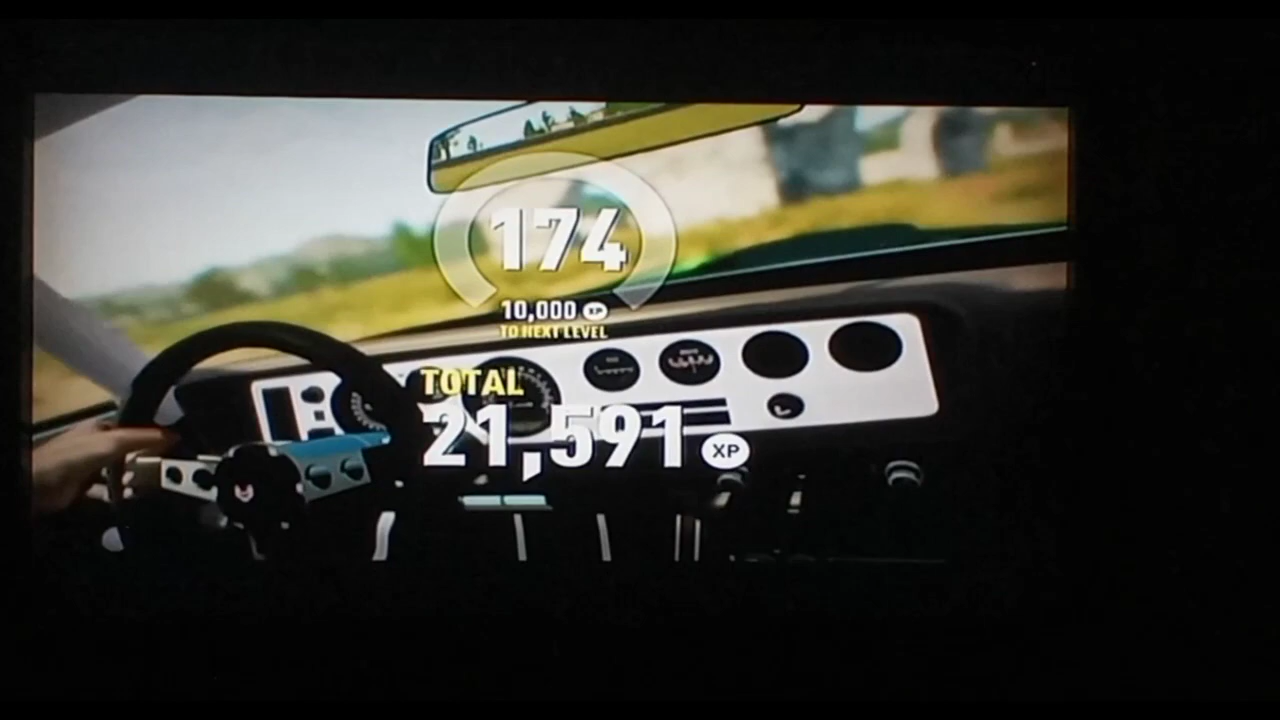 174
10,000 XP
TO NEXT LEVEL
TOTAL
21,591 XP